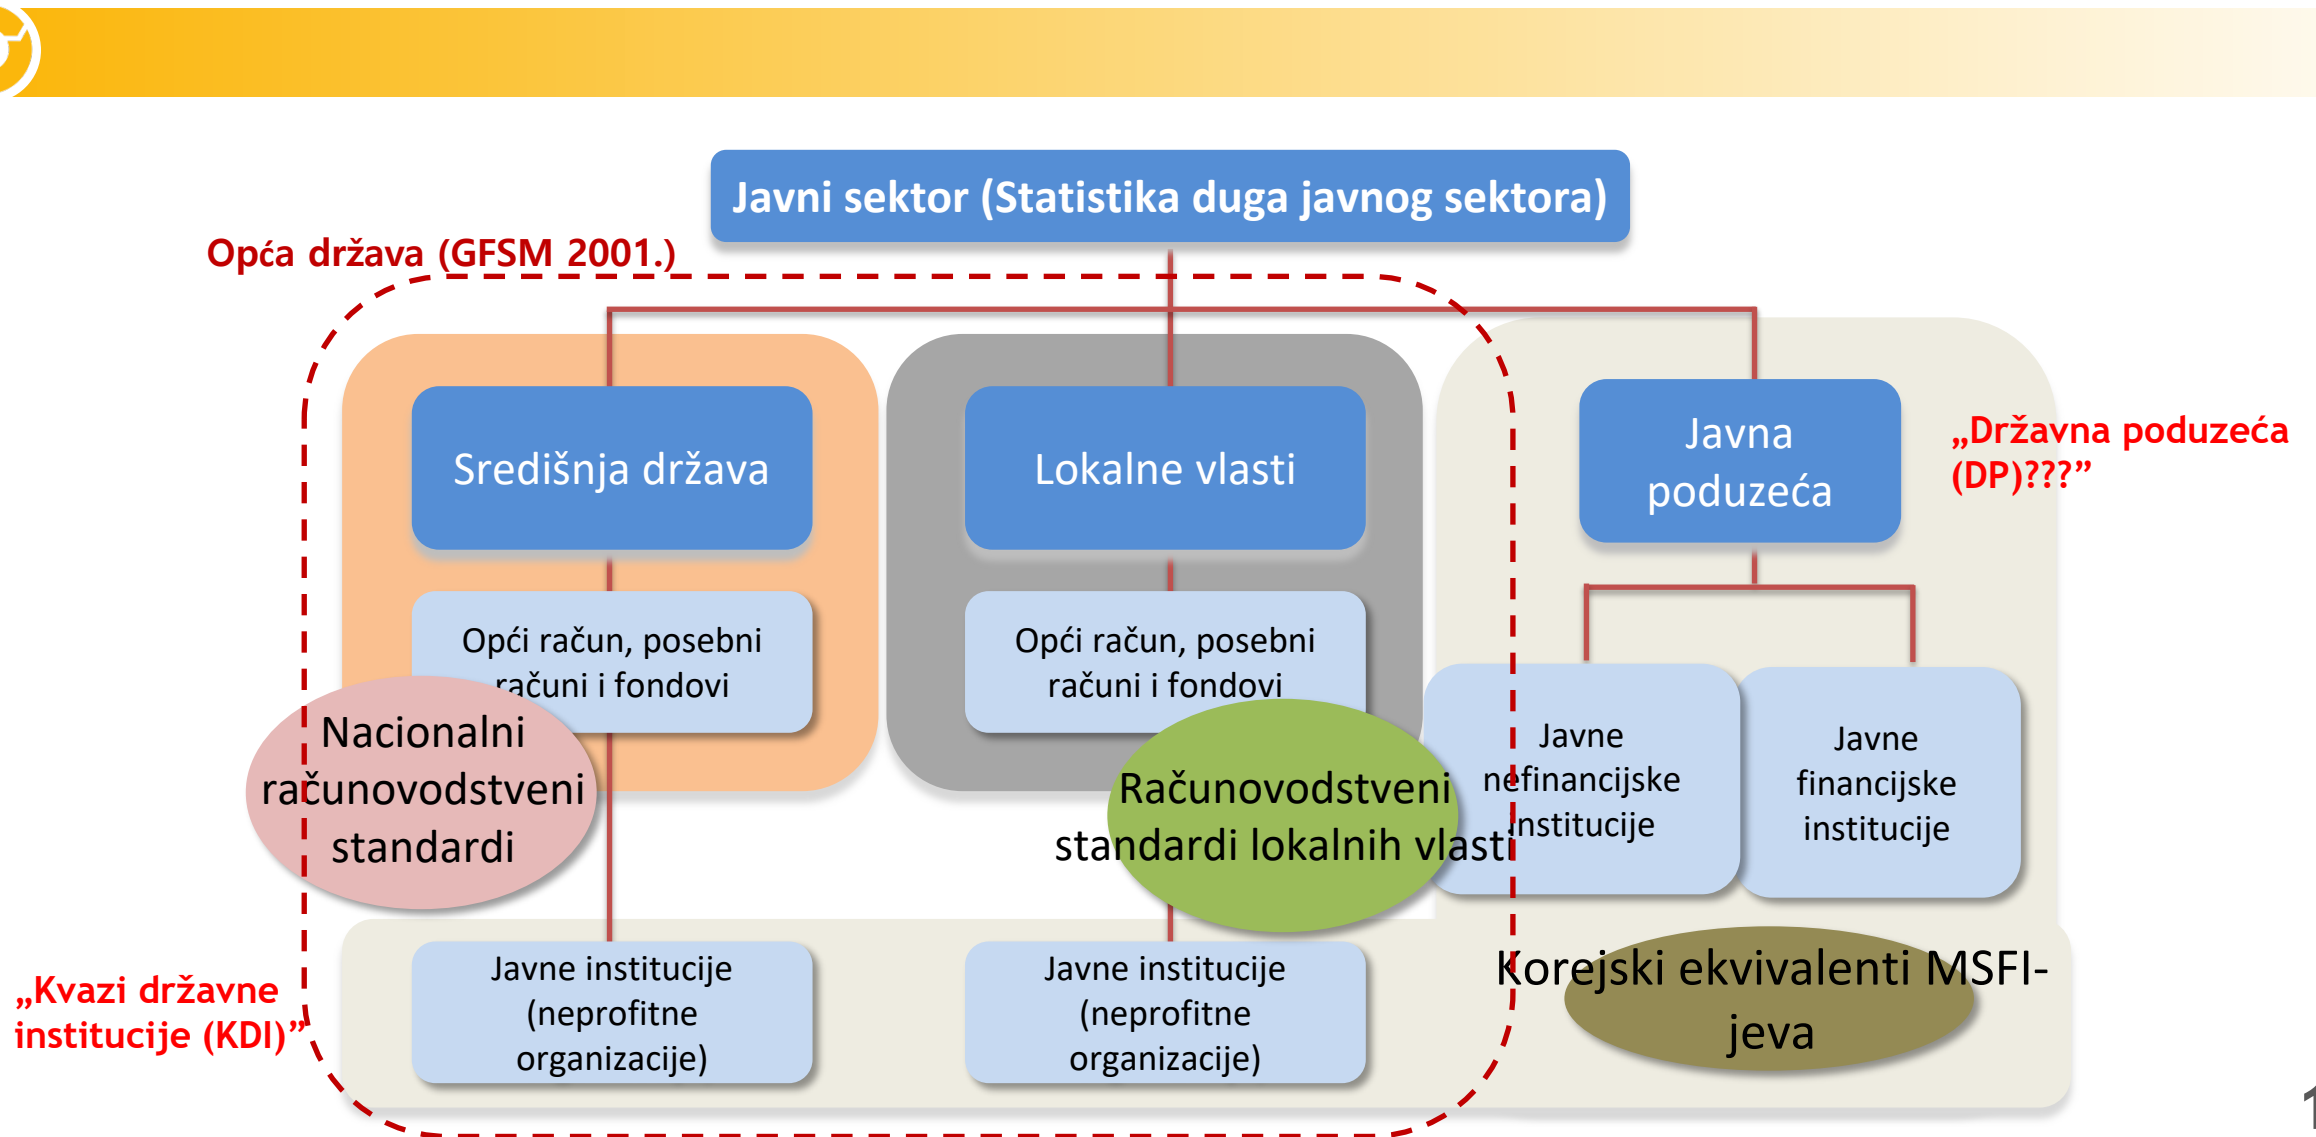 Javni sektor (Statistika duga javnog sektora)
Opća država (GFSM 2001.)
Središnja država
Lokalne vlasti
Javna
poduzeća
„Državna poduzeća
(DP)???”
Opći račun, posebni
računi i fondovi
Opći račun, posebni
računi i fondovi
Nacionalni
računovodstveni
standardi
Računovodstveni
standardi lokalnih vlasti
Javne
nefinancijske
institucije
Javne
financijske
institucije
„Kvazi državne
institucije (KDI)”
Javne institucije
(neprofitne
organizacije)
Javne institucije
(neprofitne
organizacije)
Korejski ekvivalenti MSFI-
jeva